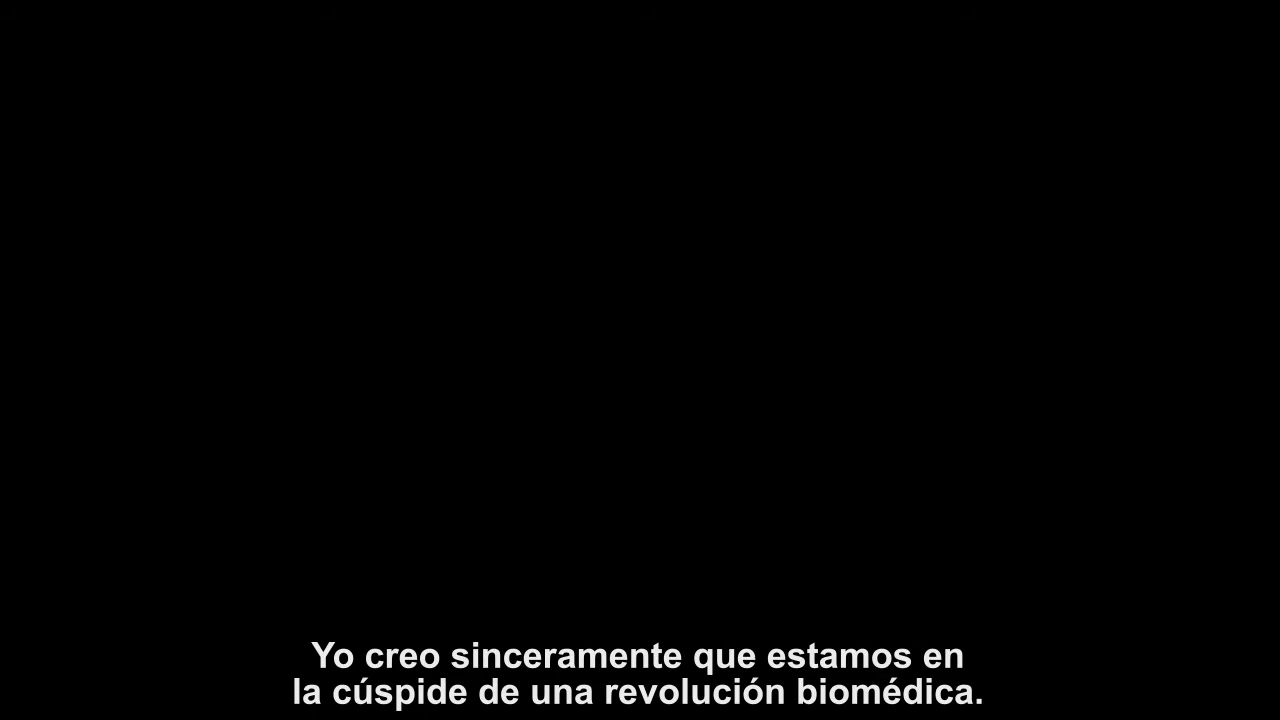 Yo creo sinceramente que estamos en
la cúspide de una revolución biomédica.